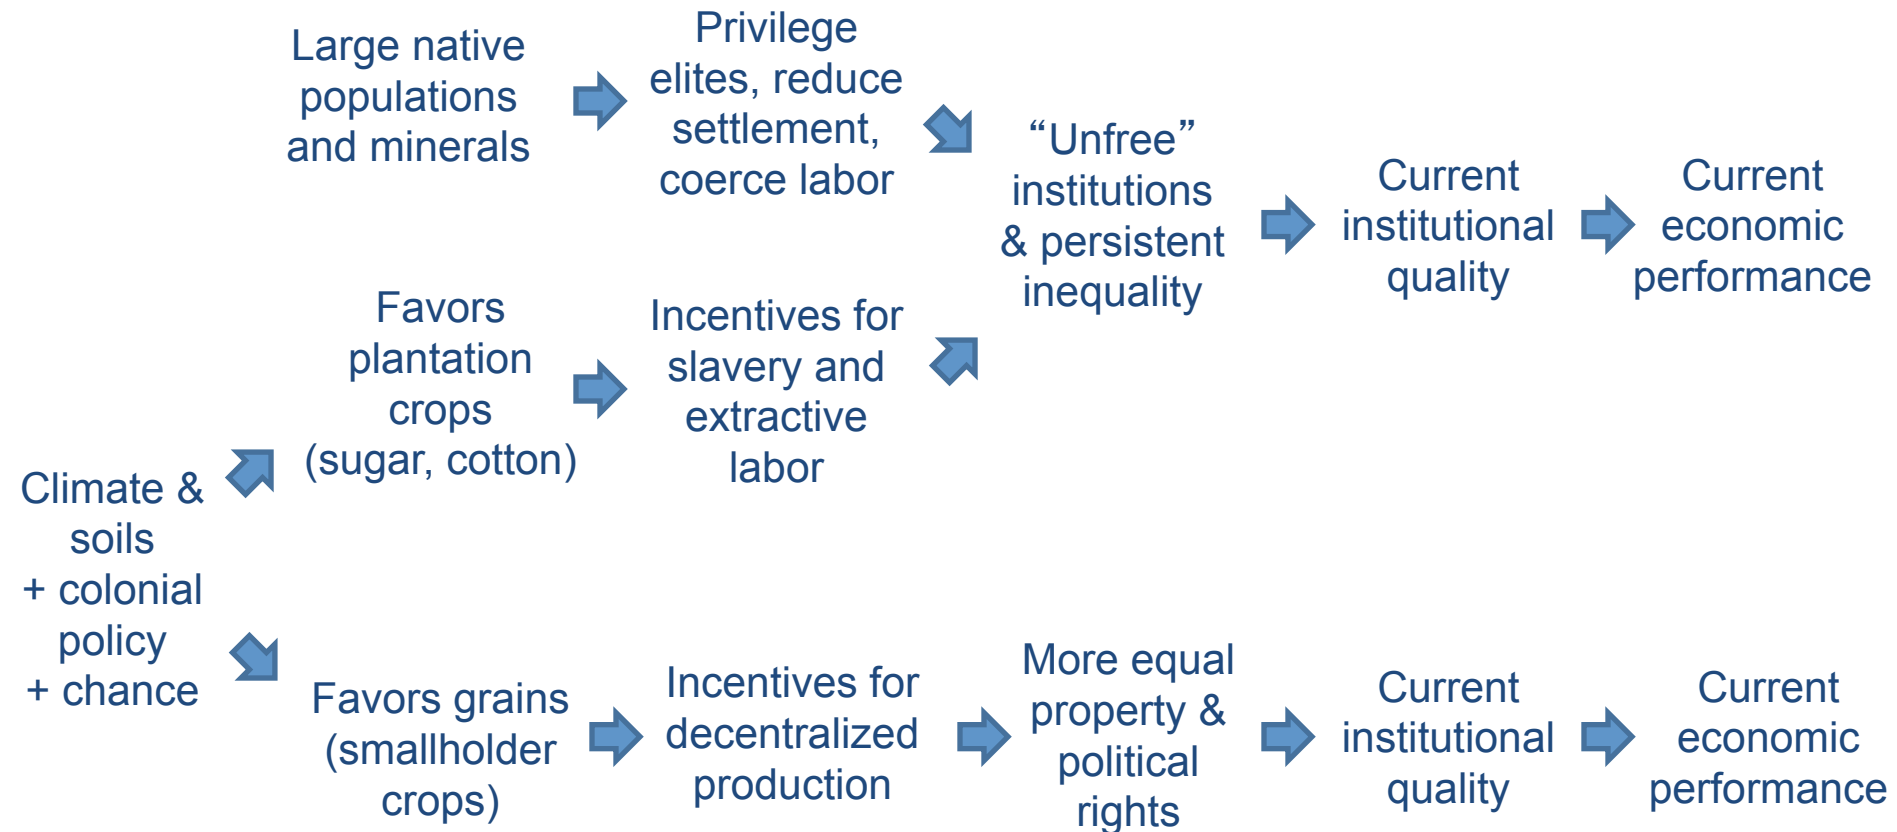 Large native
populations
and minerals
Privilege
elites, reduce
settlement,
coerce labor
“Unfree”
institutions
& persistent
inequality
Current
institutional
quality
Current
economic
performance
Favors
plantation
crops
(sugar, cotton)
Incentives for
slavery and
extractive
labor
Climate &
soils
+ colonial
policy
+ chance
Favors grains
(smallholder
crops)
Incentives for
decentralized
production
More equal
property &
political
rights
Current
institutional
quality
Current
economic
performance